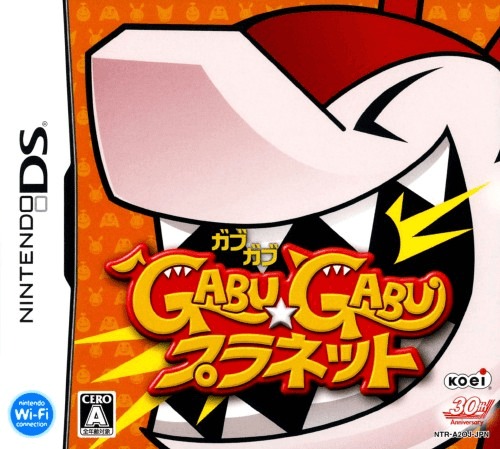 NINTENDO DS
ガブ
ガブ
GABU☆GABU
プラネット
nintendo
Wi-Fi
connection
CERO
A
全年齢対象
KOEI
30th!
Anniversary
NTR-A2OJ-JPN